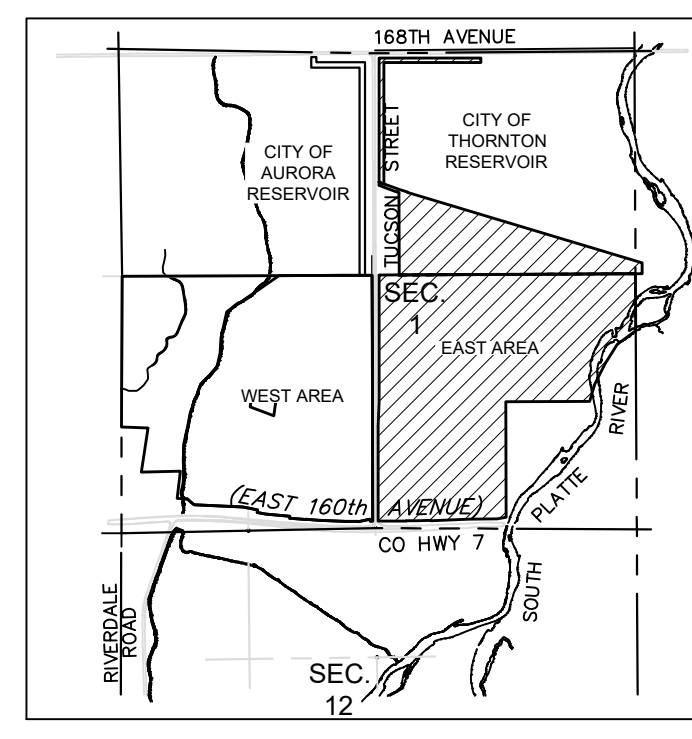 168TH AVENUE
CITY OF
AURORA
RESERVOIR
TUCSON STREET
CITY OF
THORNTON
RESERVOIR
SEC.
1
EAST AREA
WEST AREA
RIVER
PLATTE
SOUTH
(EAST 160th AVENUE)
CO HWY 7
RIVERDALE
ROAD
SEC.
12